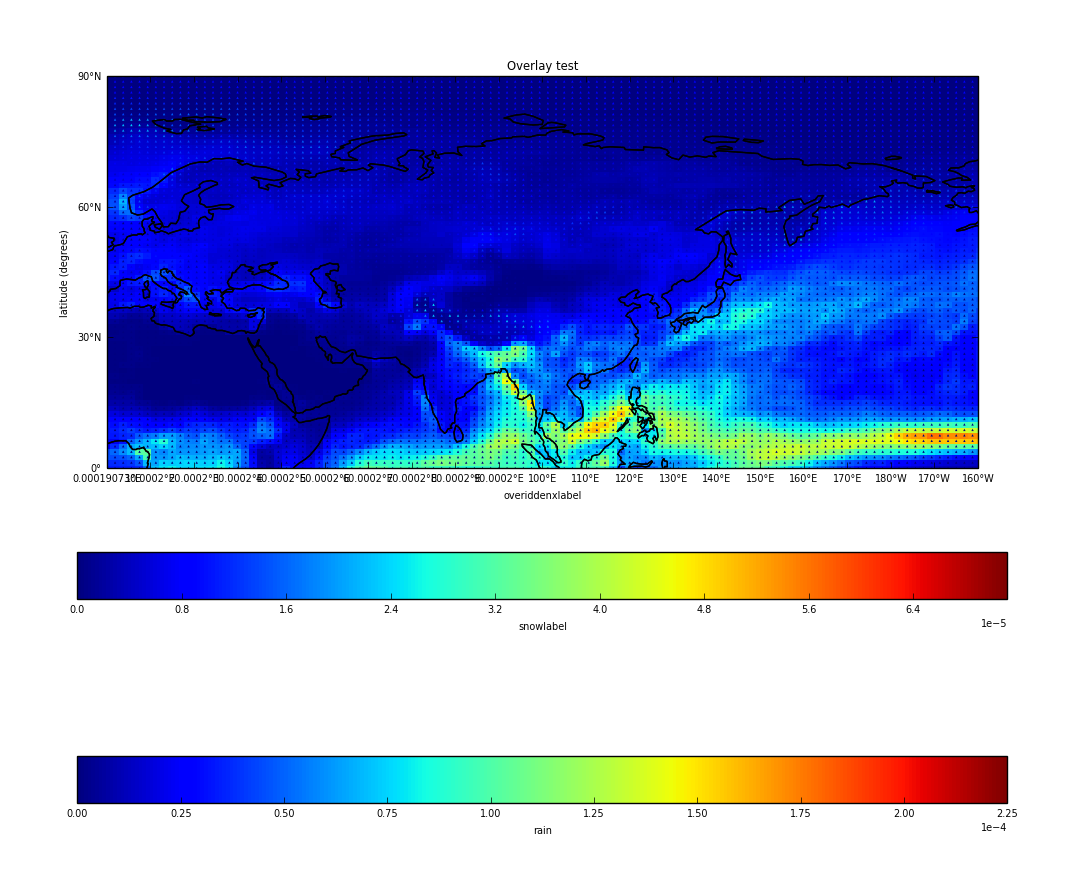 Overlay test
90°N
60°N
30°N
0°
latitude (degrees)
100°E 110°E 120°E 130°E 140°E 150°E 160°E 170°E 180°W 170°W 160°W
overiddenxlabel
0.0 0.8 1.6 2.4 3.2 4.0 4.8 5.6 6.4
1e−5
snowlabel
0.00 0.25 0.50 0.75 1.00 1.25 1.50 1.75 2.00 2.25
1e−4
rain